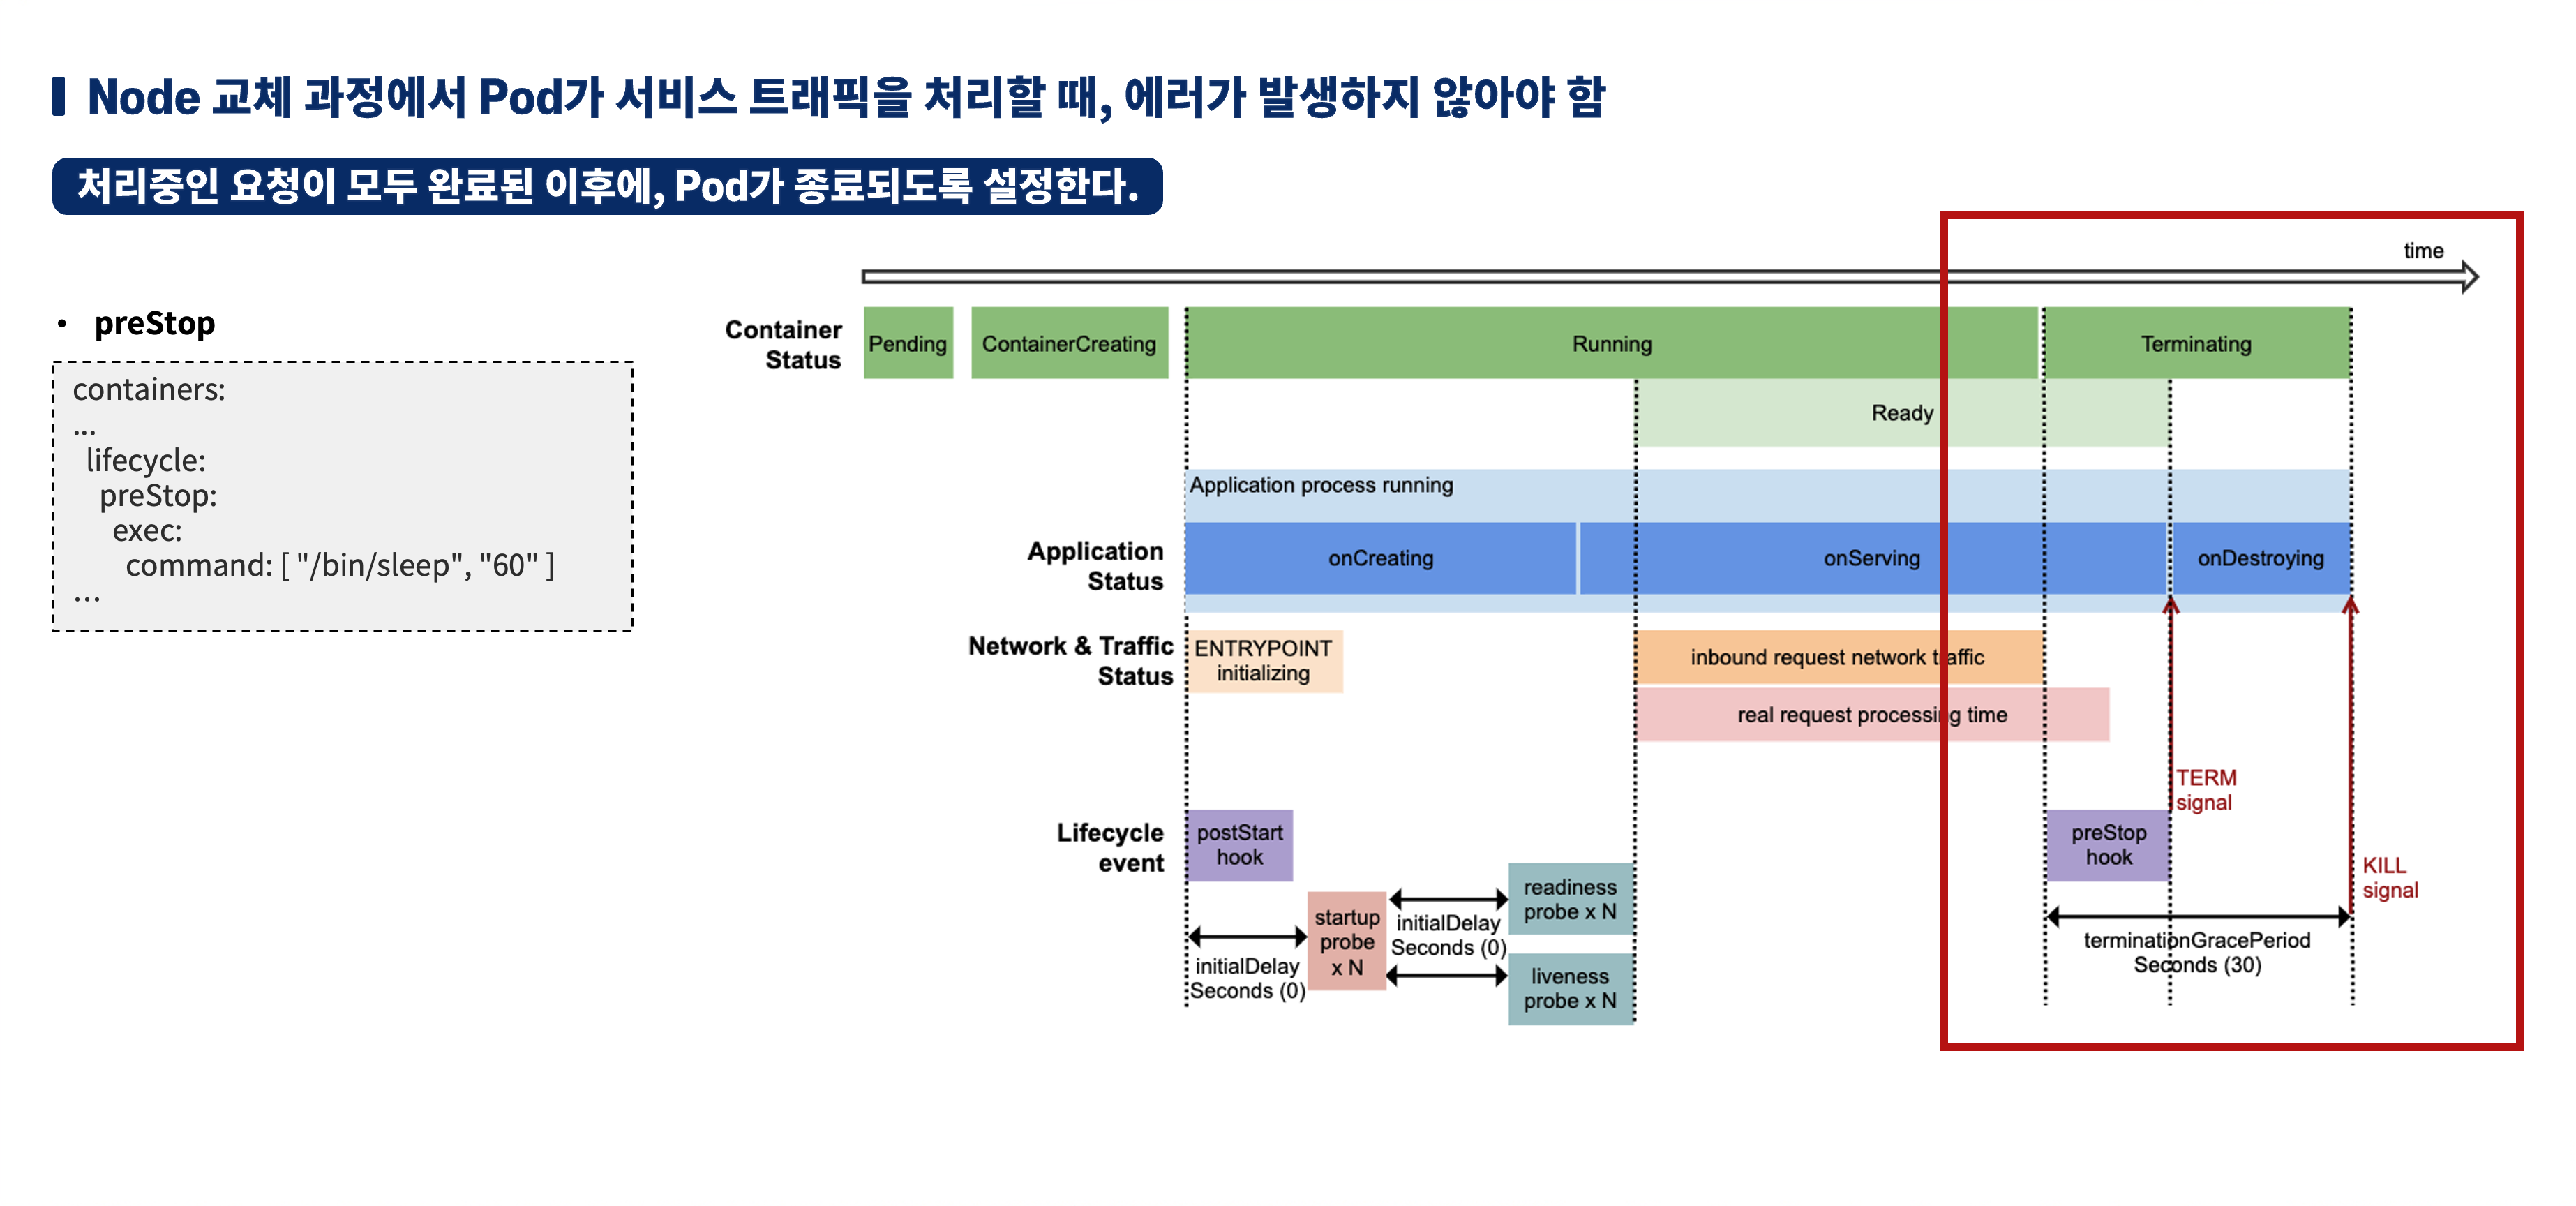 Node 교체 과정에서 Pod가 서비스 트래픽을 처리할 때, 에러가 발생하지 않아야 함
처리중인 요청이 모두 완료된 이후에, Pod가 종료되도록 설정한다.
• preStop
containers:
...
lifecycle:
preStop:
exec:
command: [ "/bin/sleep", "60" ]
...
time
Container
Status
Pending
ContainerCreating
Running
Terminating
Ready
Application process running
Application
Status
onCreating
onServing
onDestroying
Network & Traffic
Status
ENTRYPOINT
initializing
inbound request network traffic
real request processing time
TERM
signal
Lifecycle
event
postStart
hook
preStop
hook
KILL
signal
initialDelay
Seconds (0)
startup
probe
x N
initialDelay
Seconds (0)
readiness
probe x N
liveness
probe x N
terminationGracePeriod
Seconds (30)